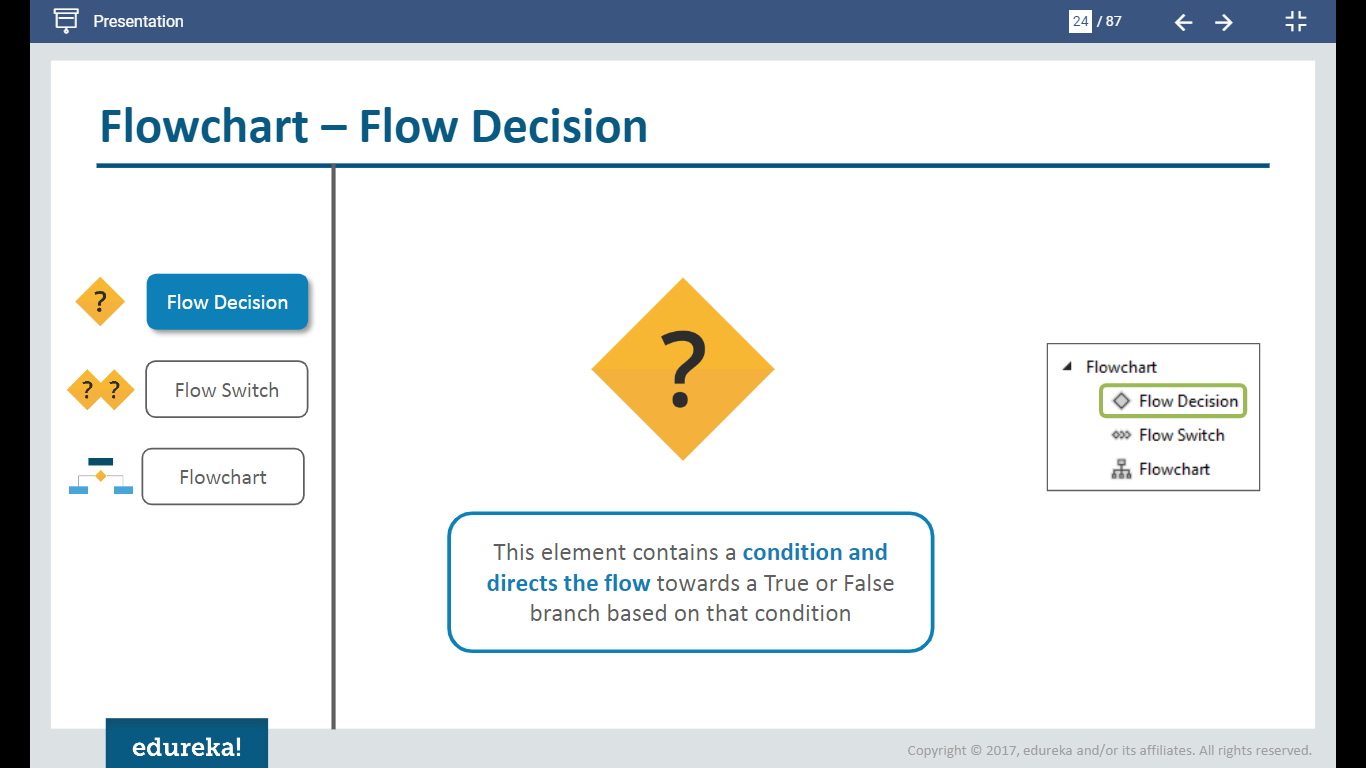 Presentation
24 / 87
Flowchart – Flow Decision
?
Flow Decision
? ?
Flow Switch
Flowchart
?
This element contains a condition and
directs the flow towards a True or False
branch based on that condition
Flowchart
Flow Decision
Flow Switch
Flowchart
edureka!
Copyright © 2017, edureka and/or its affiliates. All rights reserved.